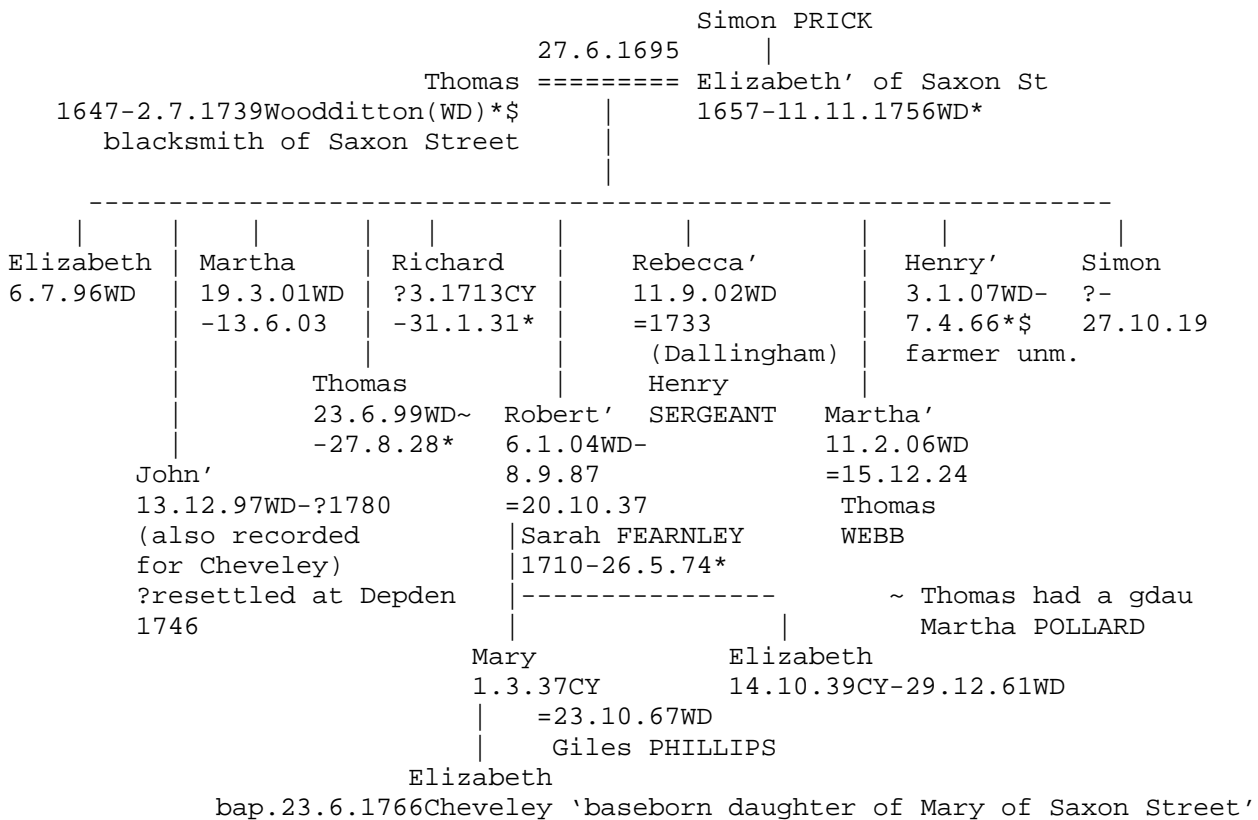 Simon PRICK
27.6.1695 |
Thomas ========= Elizabeth’ of Saxon St
1647-2.7.1739Woodditton(WD)*$ | 1657-11.11.1756WD*
blacksmith of Saxon Street |
|
----------------------------------------------------------------
| | | | | | | | | |
Elizabeth | Martha | Richard | Rebecca’ | Henry’ Simon
6.7.96WD | 19.3.01WD | ?3.1713CY | 11.9.02WD | 3.1.07WD- ?-
| -13.6.03 | -31.1.31* | =1733 | 7.4.66*$ 27.10.19
| | | (Dallingham) | farmer unm.
| Thomas | Henry |
| 23.6.99WD~ Robert’ SERGEANT Martha’
| -27.8.28* 6.1.04WD- 11.2.06WD
John’ 8.9.87 =15.12.24
13.12.97WD-?1780 =20.10.37 Thomas
(also recorded |Sarah FEARNLEY WEBB
for Cheveley) |1710-26.5.74*
?resettled at Depden |---------------- ~ Thomas had a gdau
1746 | | Martha POLLARD
Mary Elizabeth
1.3.37CY 14.10.39CY-29.12.61WD
| =23.10.67WD
| Giles PHILLIPS
Elizabeth
bap.23.6.1766Cheveley ‘baseborn daughter of Mary of Saxon Street’